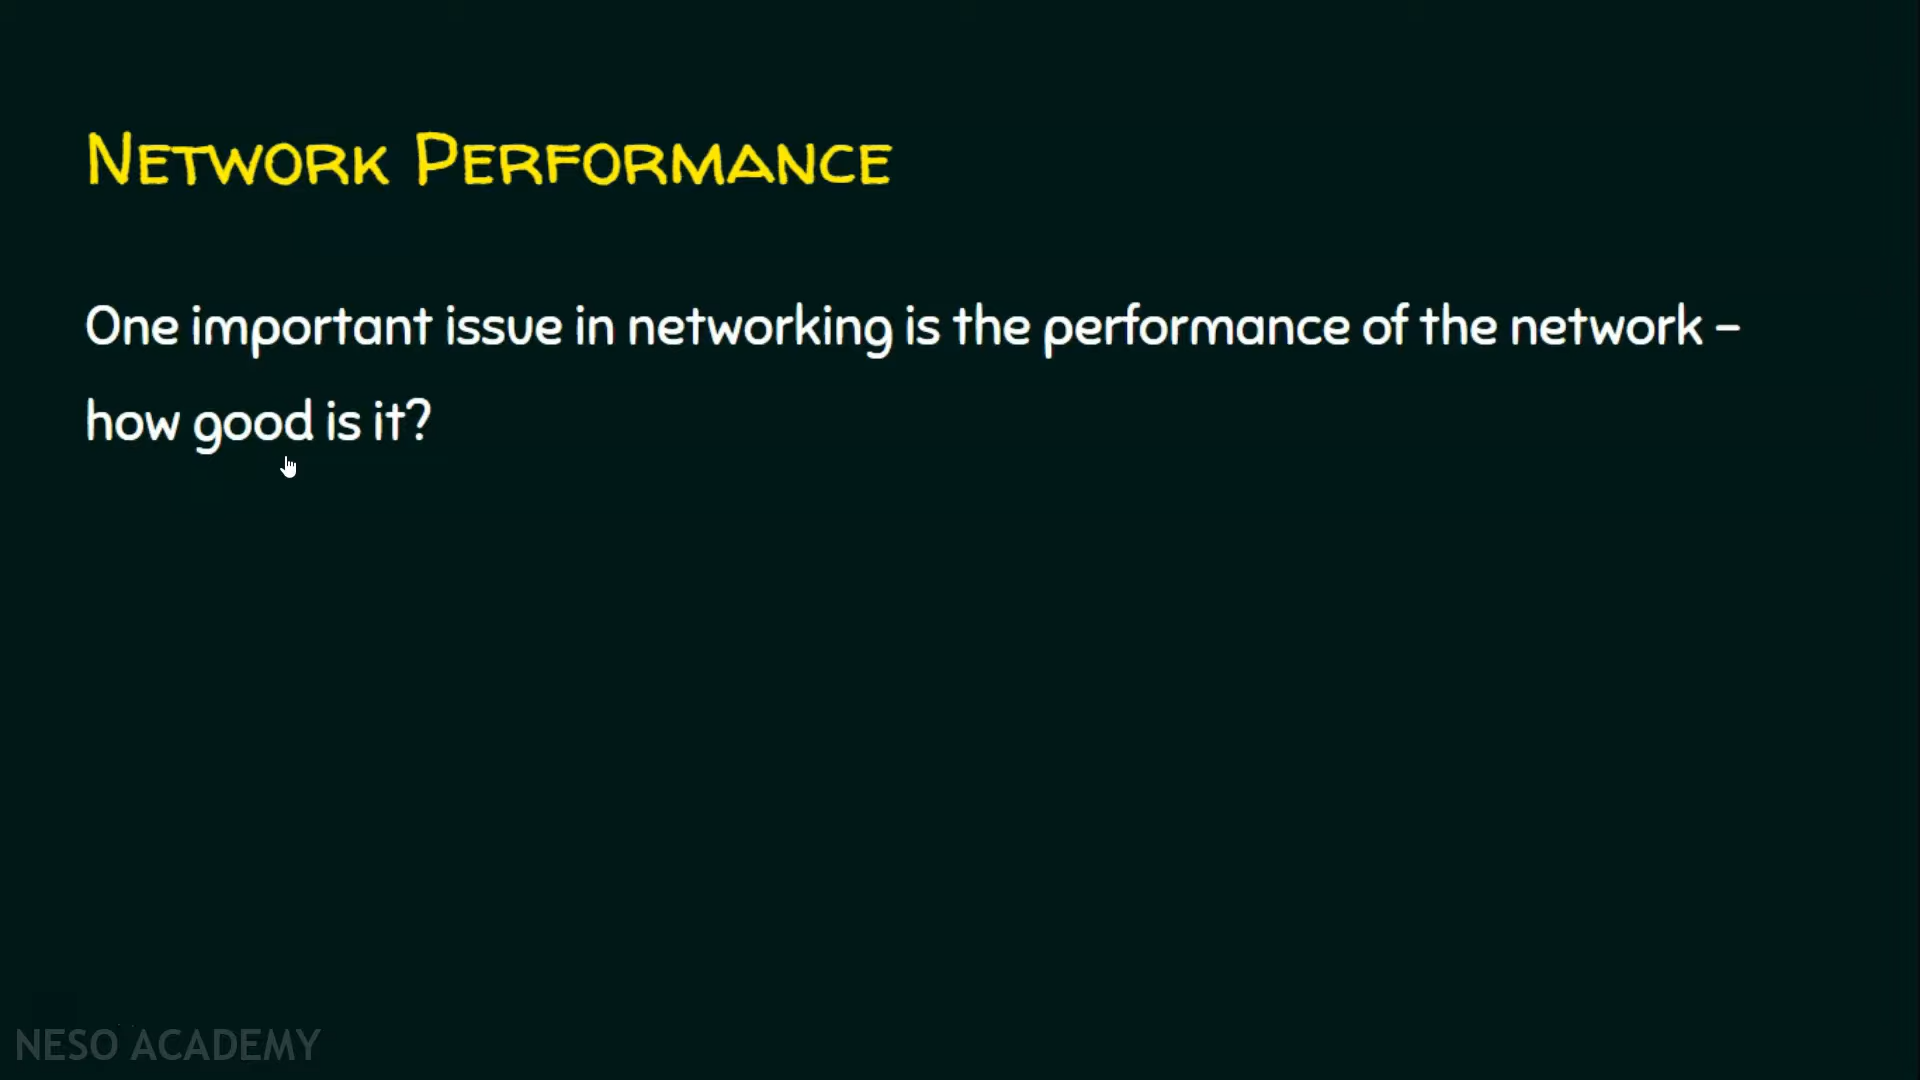 NETWORK PERFORMANCE
One important issue in networking is the performance of the network –
how good is it?
NESO ACADEMY